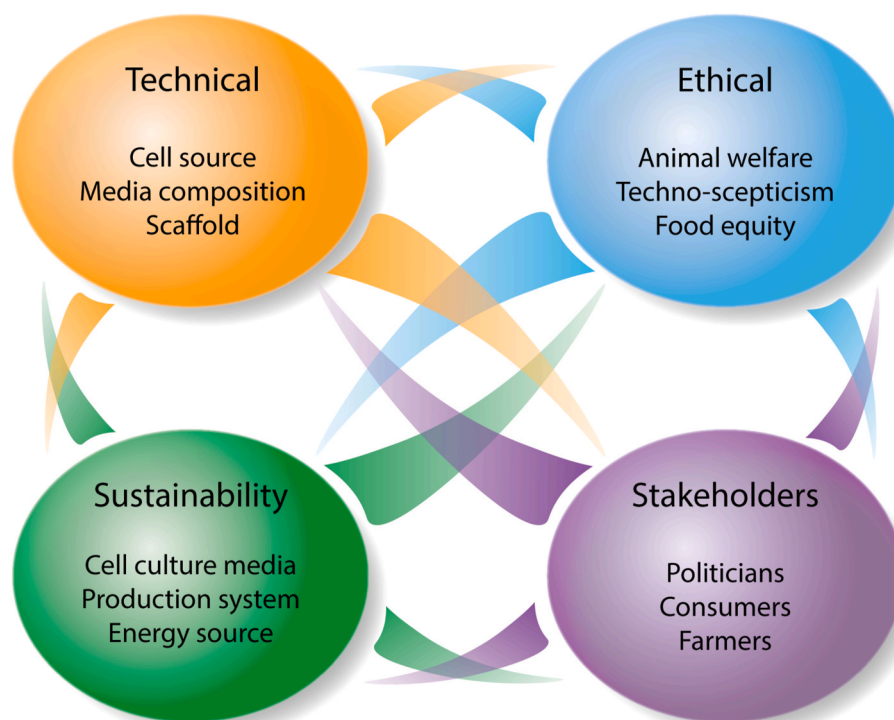 Technical
Cell source
Media composition
Scaffold
Ethical
Animal welfare
Techno-scepticism
Food equity
Sustainability
Cell culture media
Production system
Energy source
Stakeholders
Politicians
Consumers
Farmers